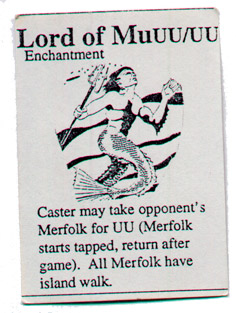 Lord of MuUU/UU
Enchantment
Caster may take opponent's
Merfolk for UU (Merfolk
starts tapped, return after
game). All Merfolk have
island walk.